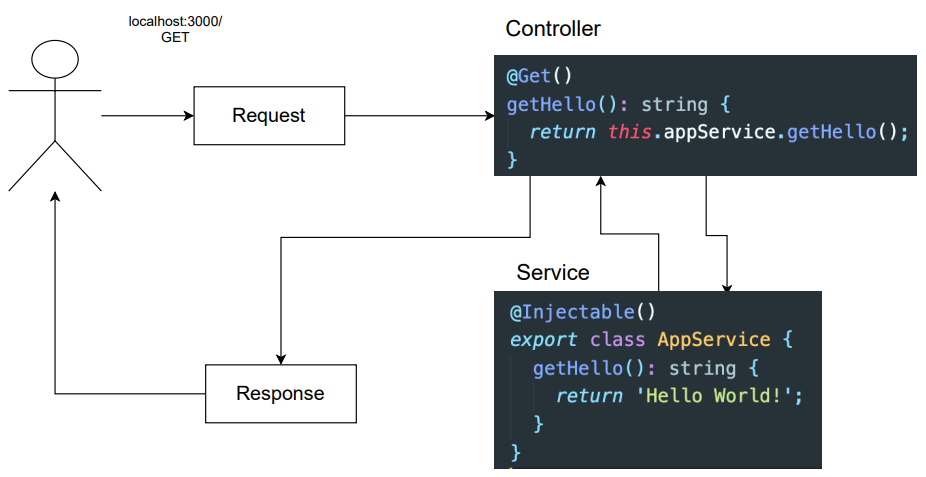 localhost:3000/
GET
Request
Controller
@Get()
getHello(): string {
return this.appService.getHello();
}
Service
@Injectable()
export class AppService {
getHello(): string {
return 'Hello World!';
}
}
Response